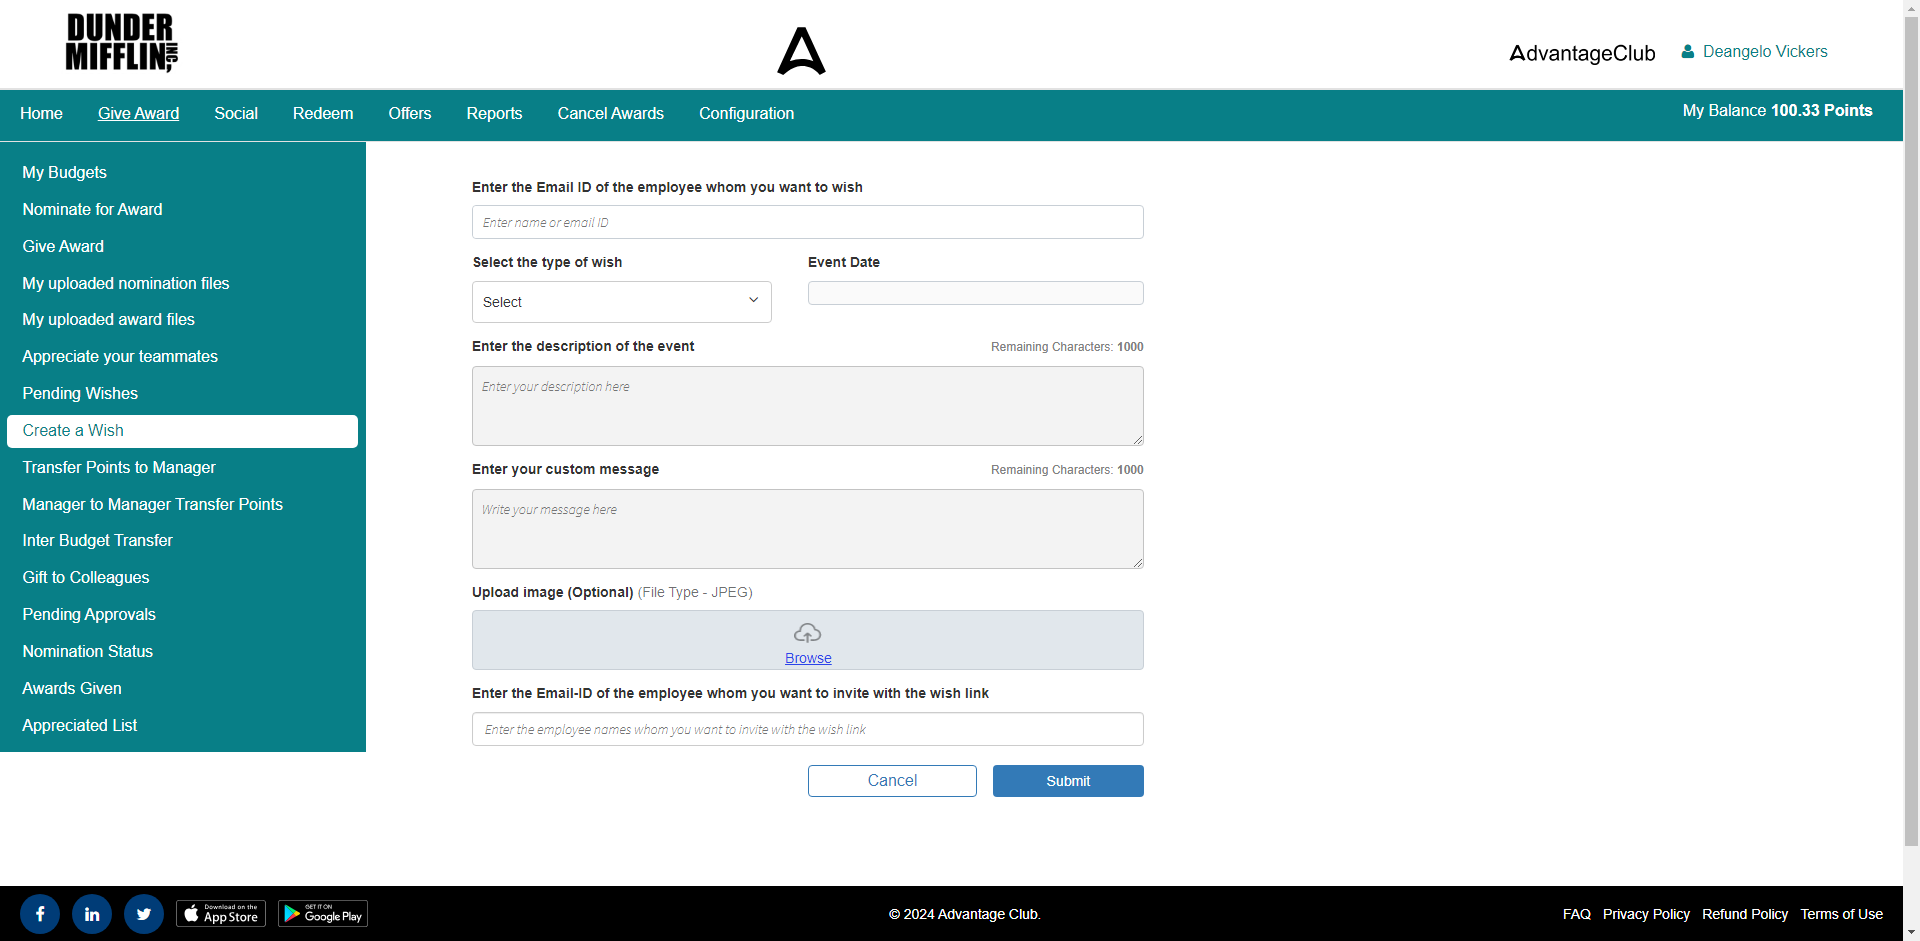 DUNDER
MIFFLIN, INC
AdvantageClub
Deangelo Vickers
Home Give Award Social Redeem Offers Reports Cancel Awards Configuration
My Balance 100.33 Points
My Budgets
Nominate for Award
Give Award
My uploaded nomination files
My uploaded award files
Appreciate your teammates
Pending Wishes
Create a Wish
Transfer Points to Manager
Manager to Manager Transfer Points
Inter Budget Transfer
Gift to Colleagues
Pending Approvals
Nomination Status
Awards Given
Appreciated List
Enter the Email ID of the employee whom you want to wish
Enter name or email ID
Select the type of wish
Event Date
Select
Enter the description of the event
Remaining Characters: 1000
Enter your description here
Enter your custom message
Remaining Characters: 1000
Write your message here
Upload image (Optional) (File Type - JPEG)
Browse
Enter the Email-ID of the employee whom you want to invite with the wish link
Enter the employee names whom you want to invite with the wish link
Cancel
Submit
Download on the
App Store
GET IT ON
Google Play
© 2024 Advantage Club.
FAQ Privacy Policy Refund Policy Terms of Use